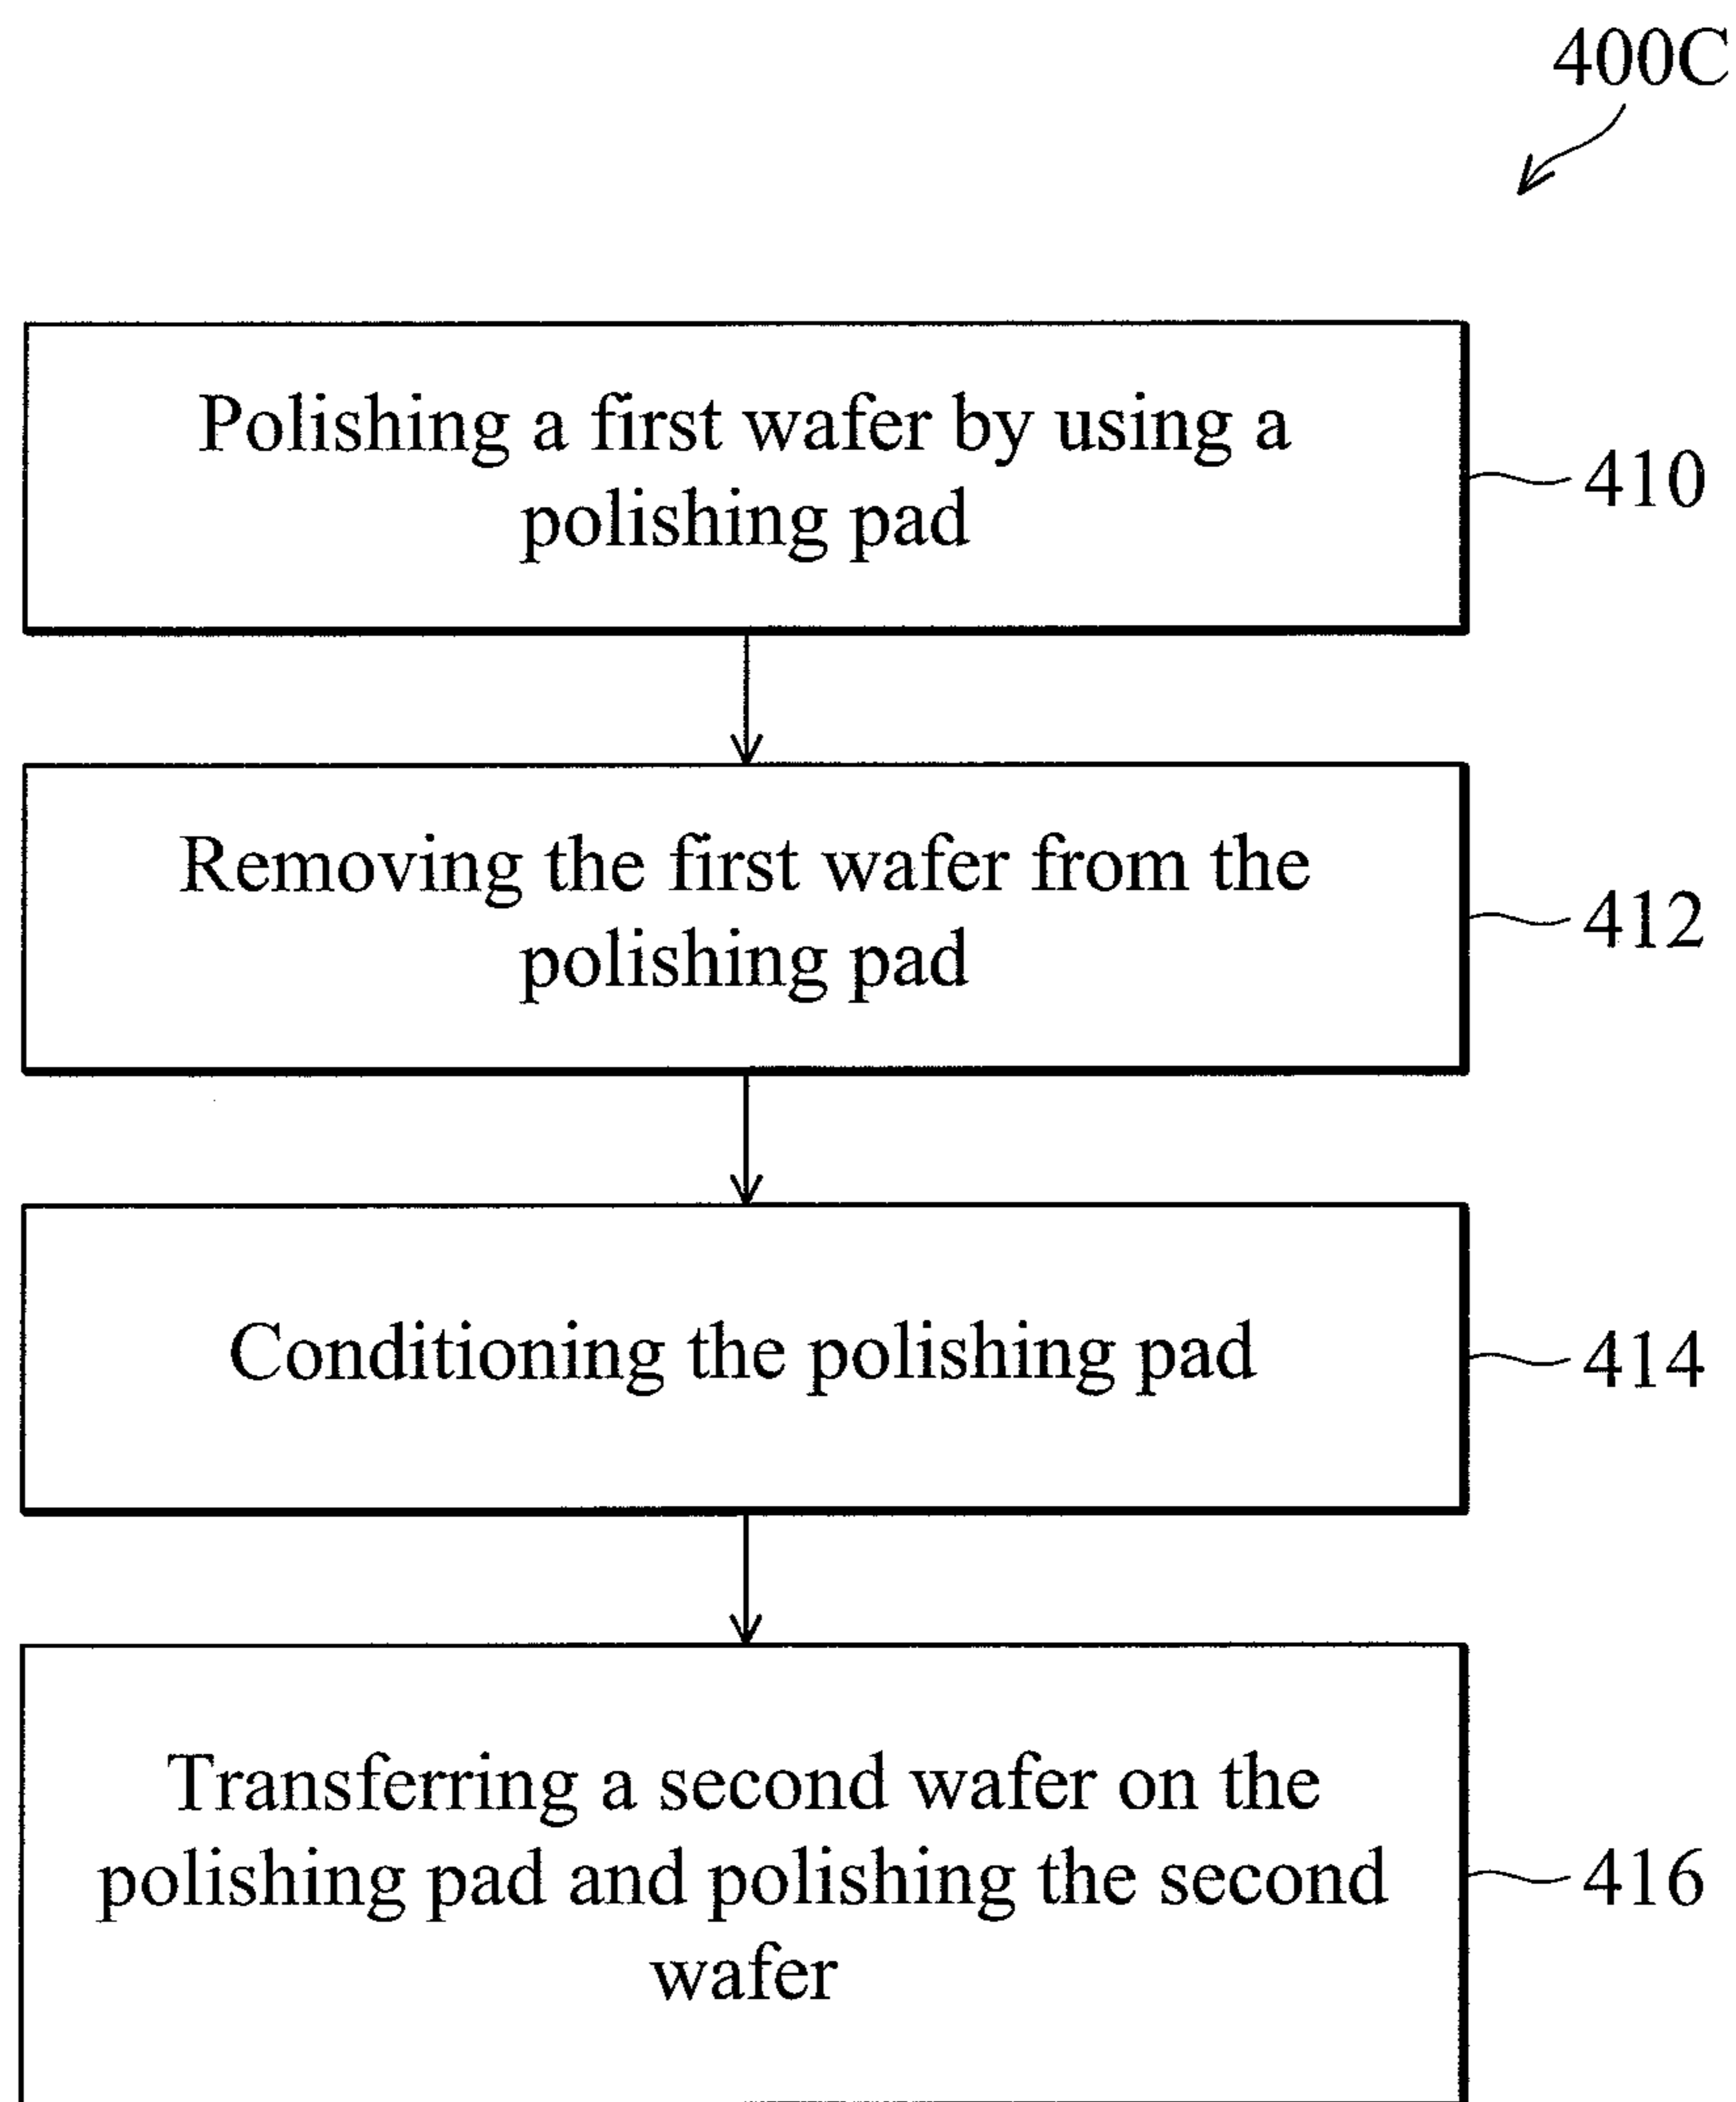 400C
Polishing a first wafer by using a
polishing pad
410
Removing the first wafer from the
polishing pad
412
Conditioning the polishing pad
414
Transferring a second wafer on the
polishing pad and polishing the second
wafer
416